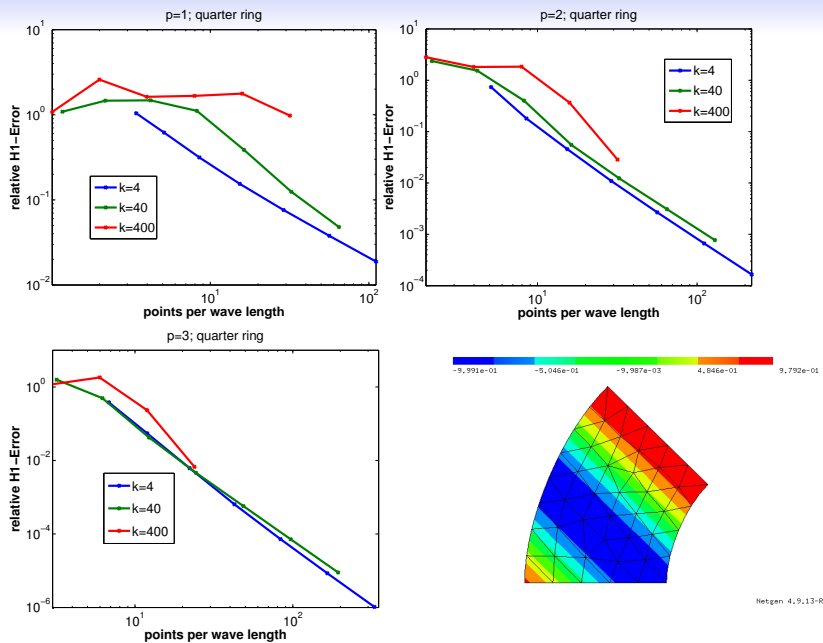 p=1; quarter ring
10^1
10^0
10^-1
10^-2
relative H1-Error
k=4
k=40
k=400
10^1
10^2
points per wave length
p=2; quarter ring
10^1
10^0
10^-1
10^-2
10^-3
10^-4
relative H1-Error
k=4
k=40
k=400
10^1
10^2
points per wave length
p=3; quarter ring
10^0
10^-2
10^-4
10^-6
relative H1-Error
k=4
k=40
k=400
10^1
10^2
points per wave length
-9.991e-01 -5.046e-01 -9.987e-03 4.846e-01 9.792e-01
Netgen 4.9.13-R